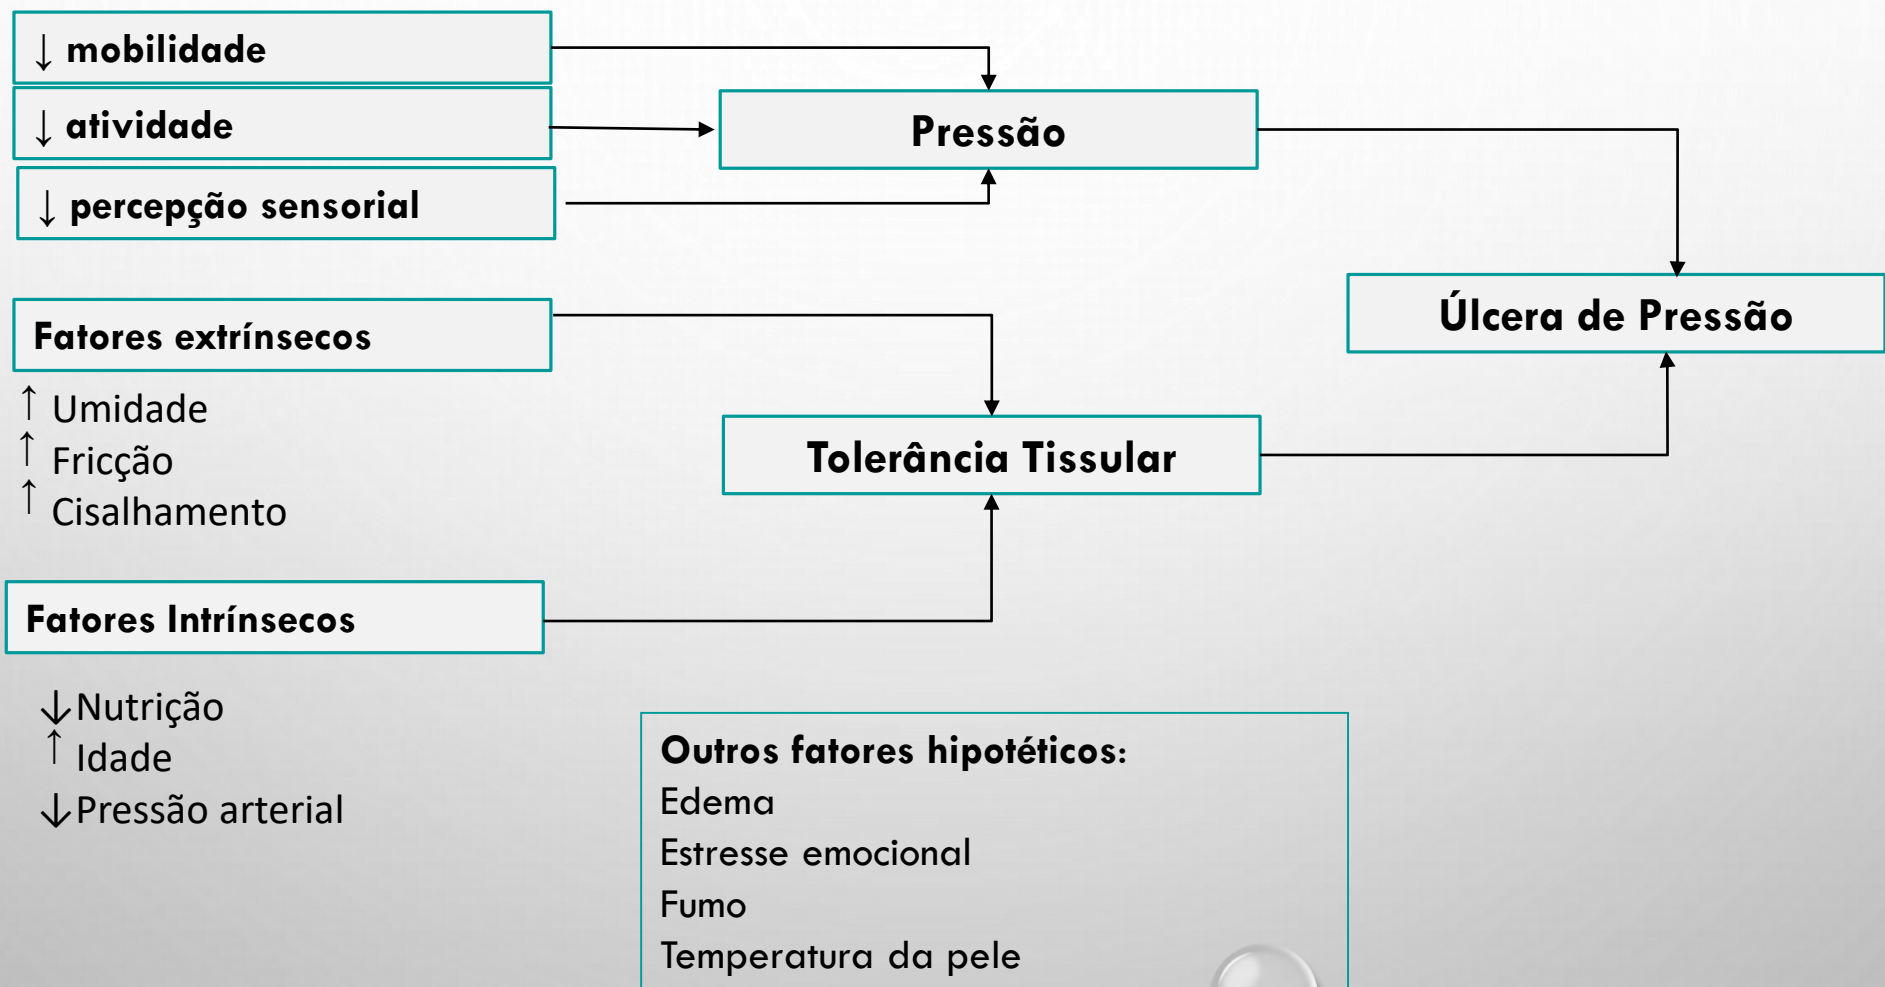 ↓ mobilidade
↓ atividade
↓ percepção sensorial
Pressão
Úlcera de Pressão
Fatores extrínsecos
↑ Umidade
↑ Fricção
↑ Cisalhamento
Tolerância Tissular
Fatores Intrínsecos
↓Nutrição
↑ Idade
↓Pressão arterial
Outros fatores hipotéticos:
Edema
Estresse emocional
Fumo
Temperatura da pele